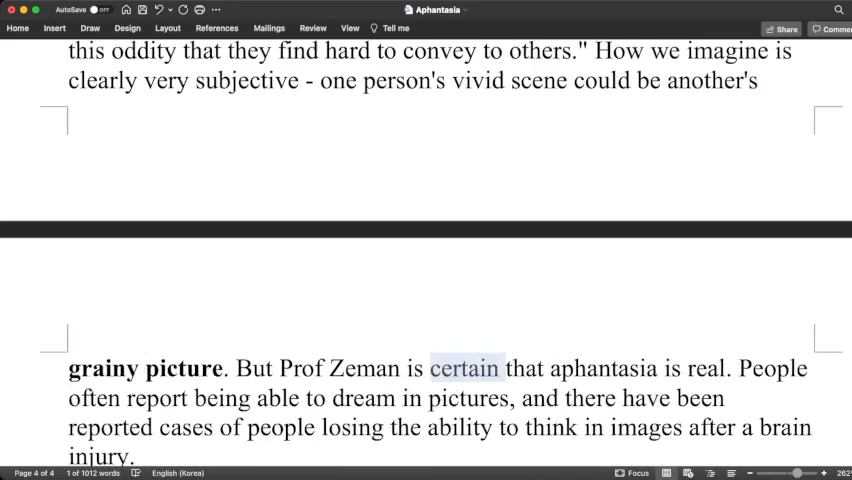 AutoSave OFF
Aphantasia
Home Insert Draw Design Layout References Mailings Review View Tell me Share Comme
this oddity that they find hard to convey to others." How we imagine is
clearly very subjective - one person's vivid scene could be another's
grainy picture. But Prof Zeman is certain that aphantasia is real. People
often report being able to dream in pictures, and there have been
reported cases of people losing the ability to think in images after a brain
injury.
Page 4 of 4 1 of 1012 words English (Korea) Focus 262